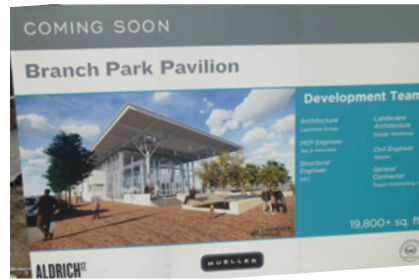 COMING SOON
Branch Park Pavilion
Development Team
Architecture
Landscape
Architecture
MEP Engineer
Civil Engineer
Structural
Engineer
General
Contractor
19,800+ sq. ft
MUELLER
ALDRICH ST